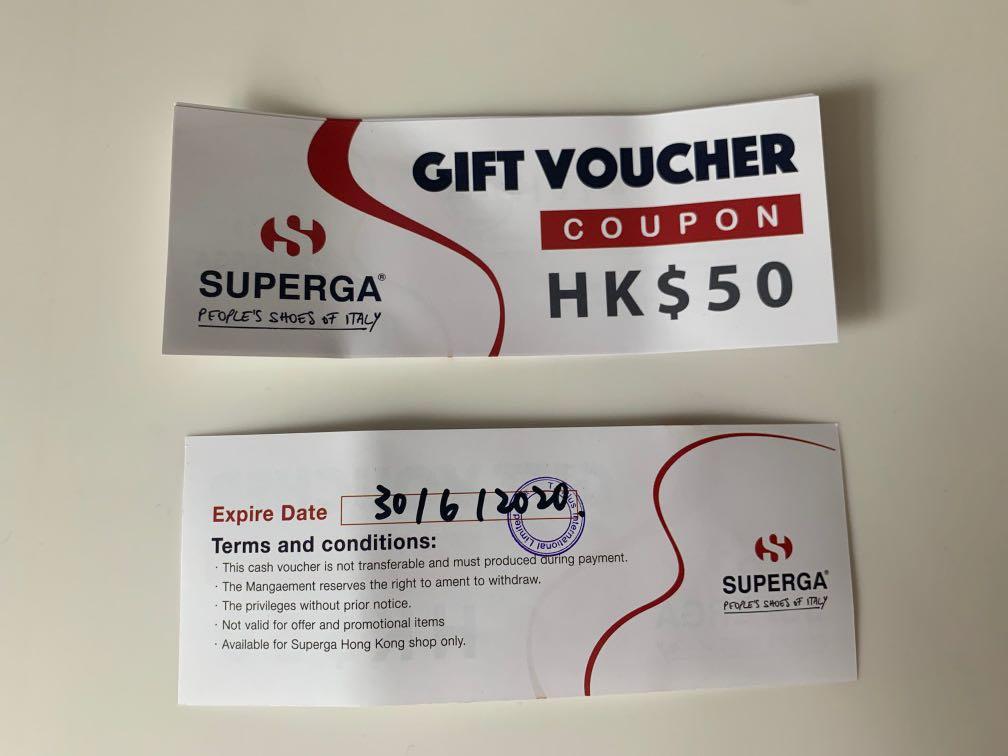 GIFT VOUCHER
COUPON
HK$50
SUPERGA®
PEOPLE'S SHOES OF ITALY
Expire Date 30/6/2020.
International Limited
Terms and conditions:
· This cash voucher is not transferable and must produced during payment.
· The Mangaement reserves the right to ament to withdraw.
· The privileges without prior notice.
· Not valid for offer and promotional items
· Available for Superga Hong Kong shop only.
SUPERGA®
PEOPLE'S SHOES OF ITALY